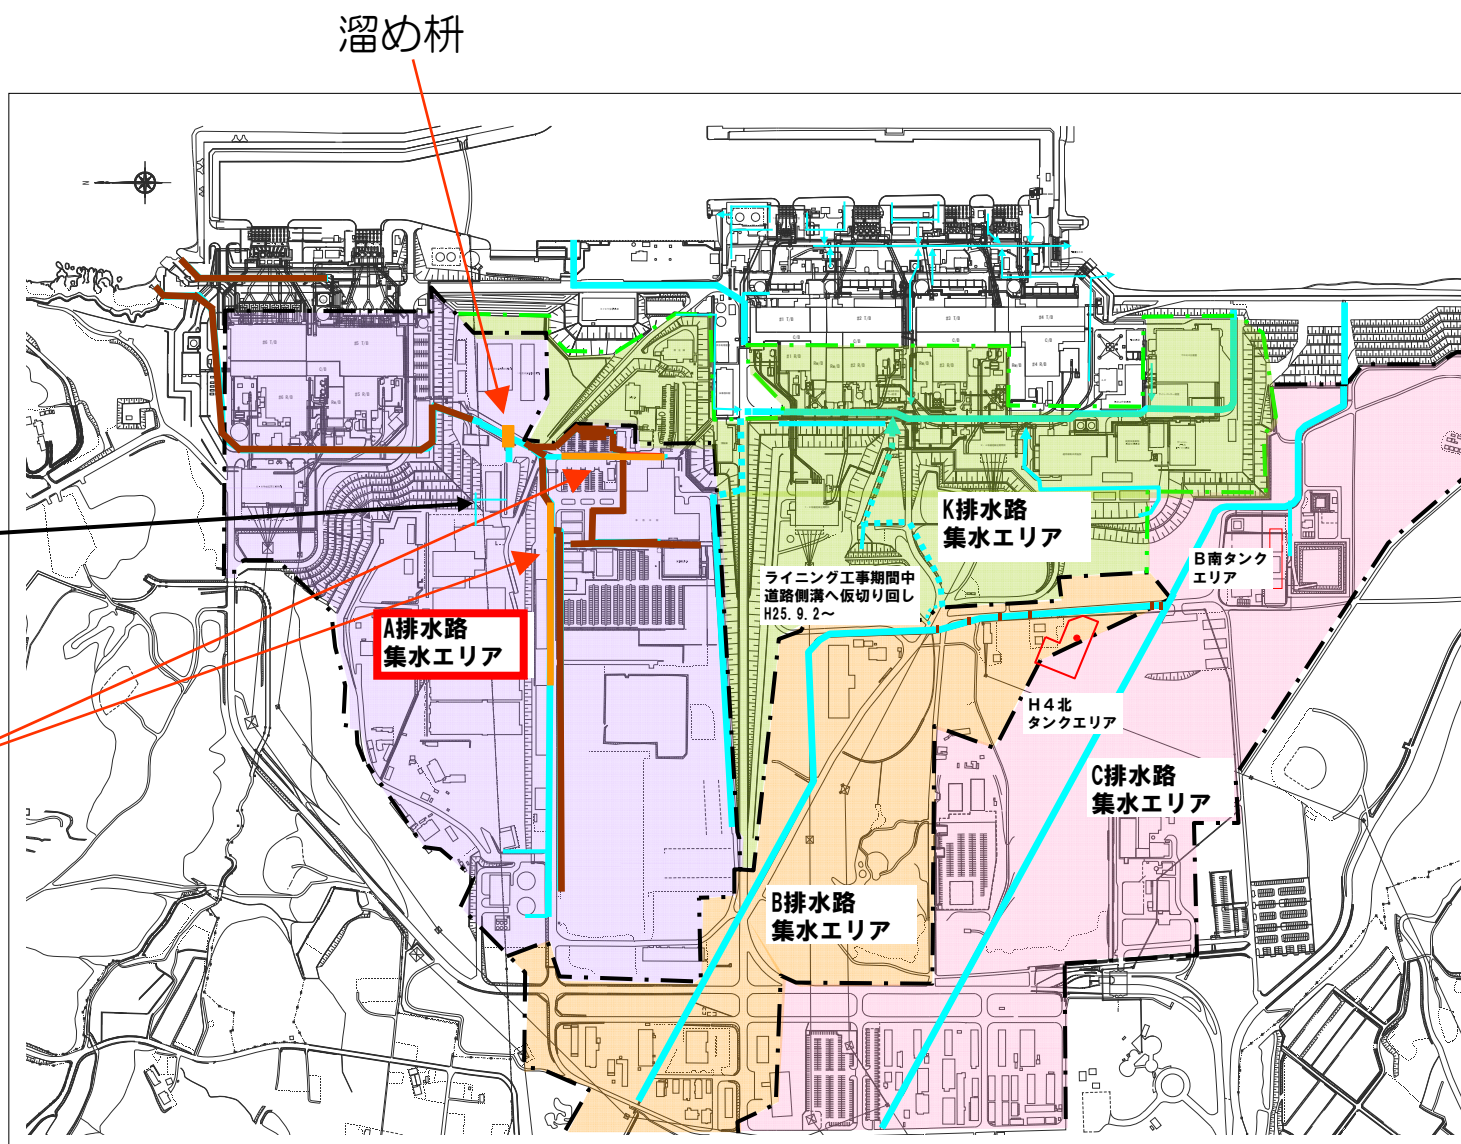 溜め枡
K排水路
集水エリア
B南タンク
エリア
ライニング工事期間中
道路側溝へ仮切り回し
H25.9.2～
A排水路
集水エリア
H4北
タンクエリア
C排水路
集水エリア
B排水路
集水エリア